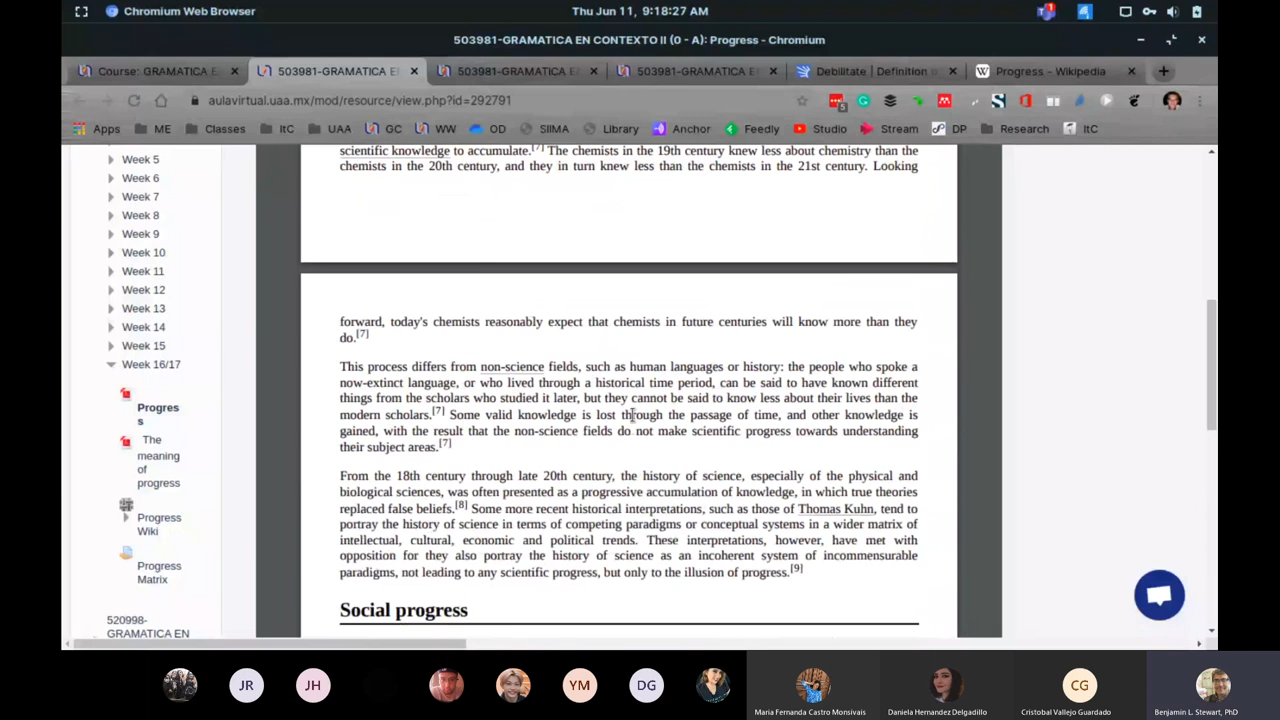 Chromium Web Browser
Thu Jun 11, 9:18:27 AM
503981-GRAMATICA EN CONTEXTO II (0 - A): Progress - Chromium
Course: GRAMATICA E
503981-GRAMATICA E
503981-GRAMATICA E
503981-GRAMATICA E
Debilitate | Definition
Progress - Wikipedia
aulavirtual.uaa.mx/mod/resource/view.php?id=292791
5
Apps
ME
Classes
ItC
UAA
GC
WW
OD
SIIMA
Library
Anchor
Feedly
Studio
Stream
DP
Research
ItC
Week 5
Week 6
Week 7
Week 8
Week 9
Week 10
Week 11
Week 12
Week 13
Week 14
Week 15
Week 16/17
Progres
s
The
meaning
of
progress
Progress
Wiki
Progress
Matrix
520998-
GRAMATICA EN
scientific knowledge to accumulate.[7] The chemists in the 19th century knew less about chemistry than the
chemists in the 20th century, and they in turn knew less than the chemists in the 21st century. Looking
forward, today's chemists reasonably expect that chemists in future centuries will know more than they
do.[7]
This process differs from non-science fields, such as human languages or history: the people who spoke a
now-extinct language, or who lived through a historical time period, can be said to have known different
things from the scholars who studied it later, but they cannot be said to know less about their lives than the
modern scholars.[7] Some valid knowledge is lost through the passage of time, and other knowledge is
gained, with the result that the non-science fields do not make scientific progress towards understanding
their subject areas.[7]
From the 18th century through late 20th century, the history of science, especially of the physical and
biological sciences, was often presented as a progressive accumulation of knowledge, in which true theories
replaced false beliefs.[8] Some more recent historical interpretations, such as those of Thomas Kuhn, tend to
portray the history of science in terms of competing paradigms or conceptual systems in a wider matrix of
intellectual, cultural, economic and political trends. These interpretations, however, have met with
opposition for they also portray the history of science as an incoherent system of incommensurable
paradigms, not leading to any scientific progress, but only to the illusion of progress.[9]
Social progress
JR
JH
YM
DG
CG
Maria Fernanda Castro Monsivais
Daniela Hernandez Delgadillo
Cristobal Vallejo Guardado
Benjamin L. Stewart, PhD